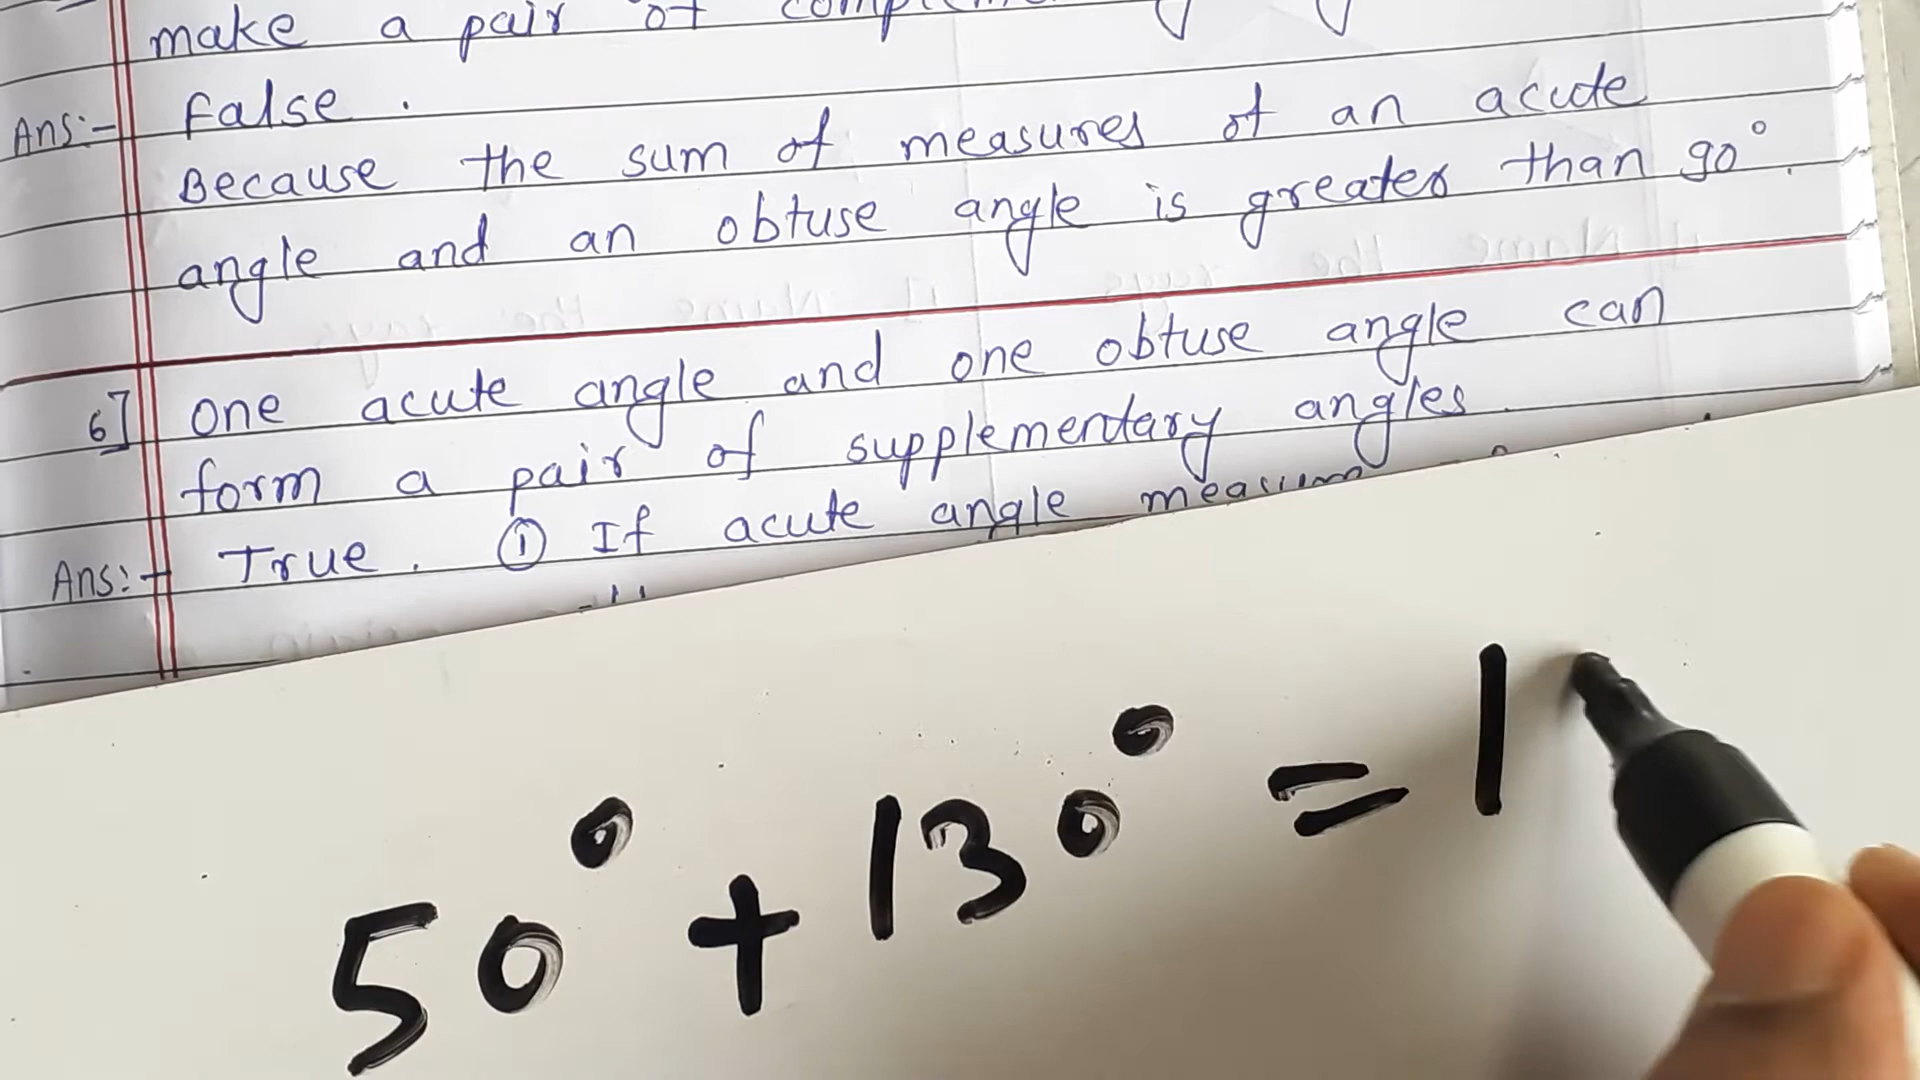 make a pair of
Ans:- False.
Because the sum of measures of an acute
angle and an obtuse angle is greater than 90°.
6] one acute angle and one obtuse angle can
form a pair of supplementary angles.
Ans:- True. ① If acute angle
50° + 130° = 1